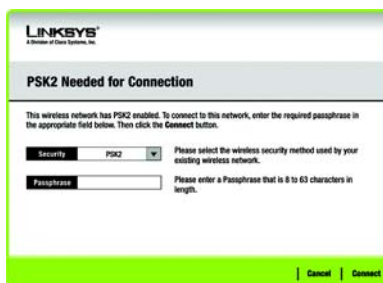 LINKSYS®
A Division of Cisco Systems, Inc.
PSK2 Needed for Connection
This wireless network has PSK2 enabled. To connect to this network, enter the required passphrase in
the appropriate field below. Then click the Connect button.
Security PSK2 Please select the wireless security method used by your
existing wireless network.
Passphrase Please enter a Passphrase that is 8 to 63 characters in
length.
Cancel Connect